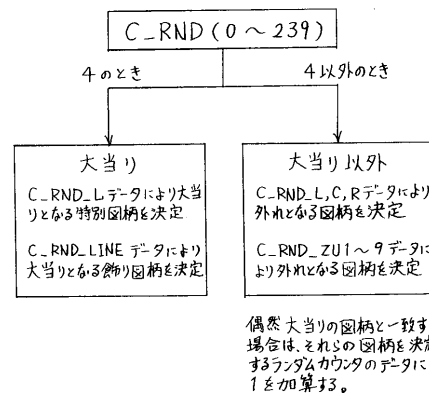 C_RND(0～239)
4のとき
4以外のとき
大当り
C_RND_Lデータにより大当
りとなる特別図柄を決定
C_RND_LINEデータにより
大当りとなる飾り図柄を決定
大当り以外
C_RND_L,C,Rデータにより
外れとなる図柄を決定
C_RND_ZU1～9データに
より外れとなる図柄を決定
偶然大当りの図柄と一致す
場合は、それらの図柄を決定
するランダムカウンタのデータに
1を加算する。